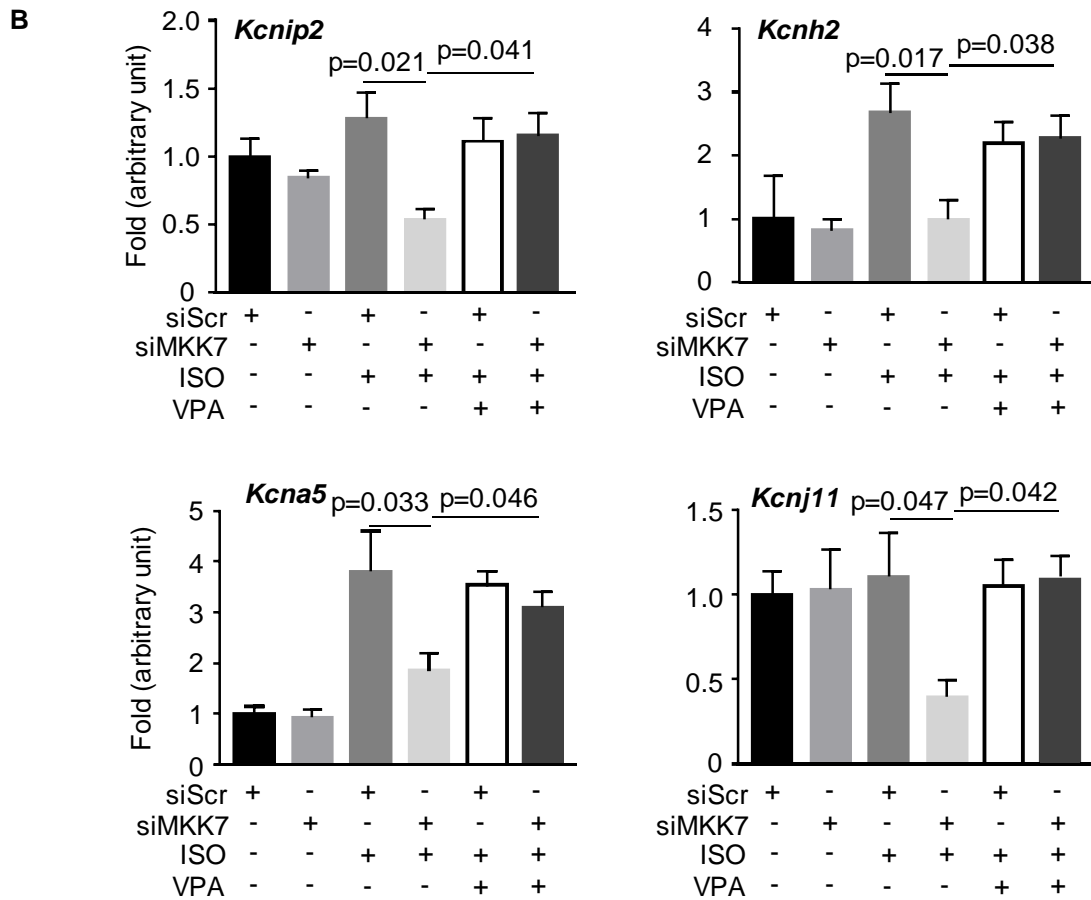 B
Kcnip2
p=0.021 p=0.041
Fold (arbitrary unit)
2.0
1.5
1.0
0.5
0
siScr + - + - + -
siMKK7 - + - + - +
ISO - - + + + +
VPA - - - - + +
Kcnh2
p=0.017 p=0.038
4
3
2
1
0
siScr + - + - + -
siMKK7 - + - + - +
ISO - - + + + +
VPA - - - - + +
Kcna5
p=0.033 p=0.046
Fold (arbitrary unit)
5
4
3
2
1
0
siScr + - + - + -
siMKK7 - + - + - +
ISO - - + + + +
VPA - - - - + +
Kcnj11
p=0.047 p=0.042
1.5
1.0
0.5
0
siScr + - + - + -
siMKK7 - + - + - +
ISO - - + + + +
VPA - - - - + +